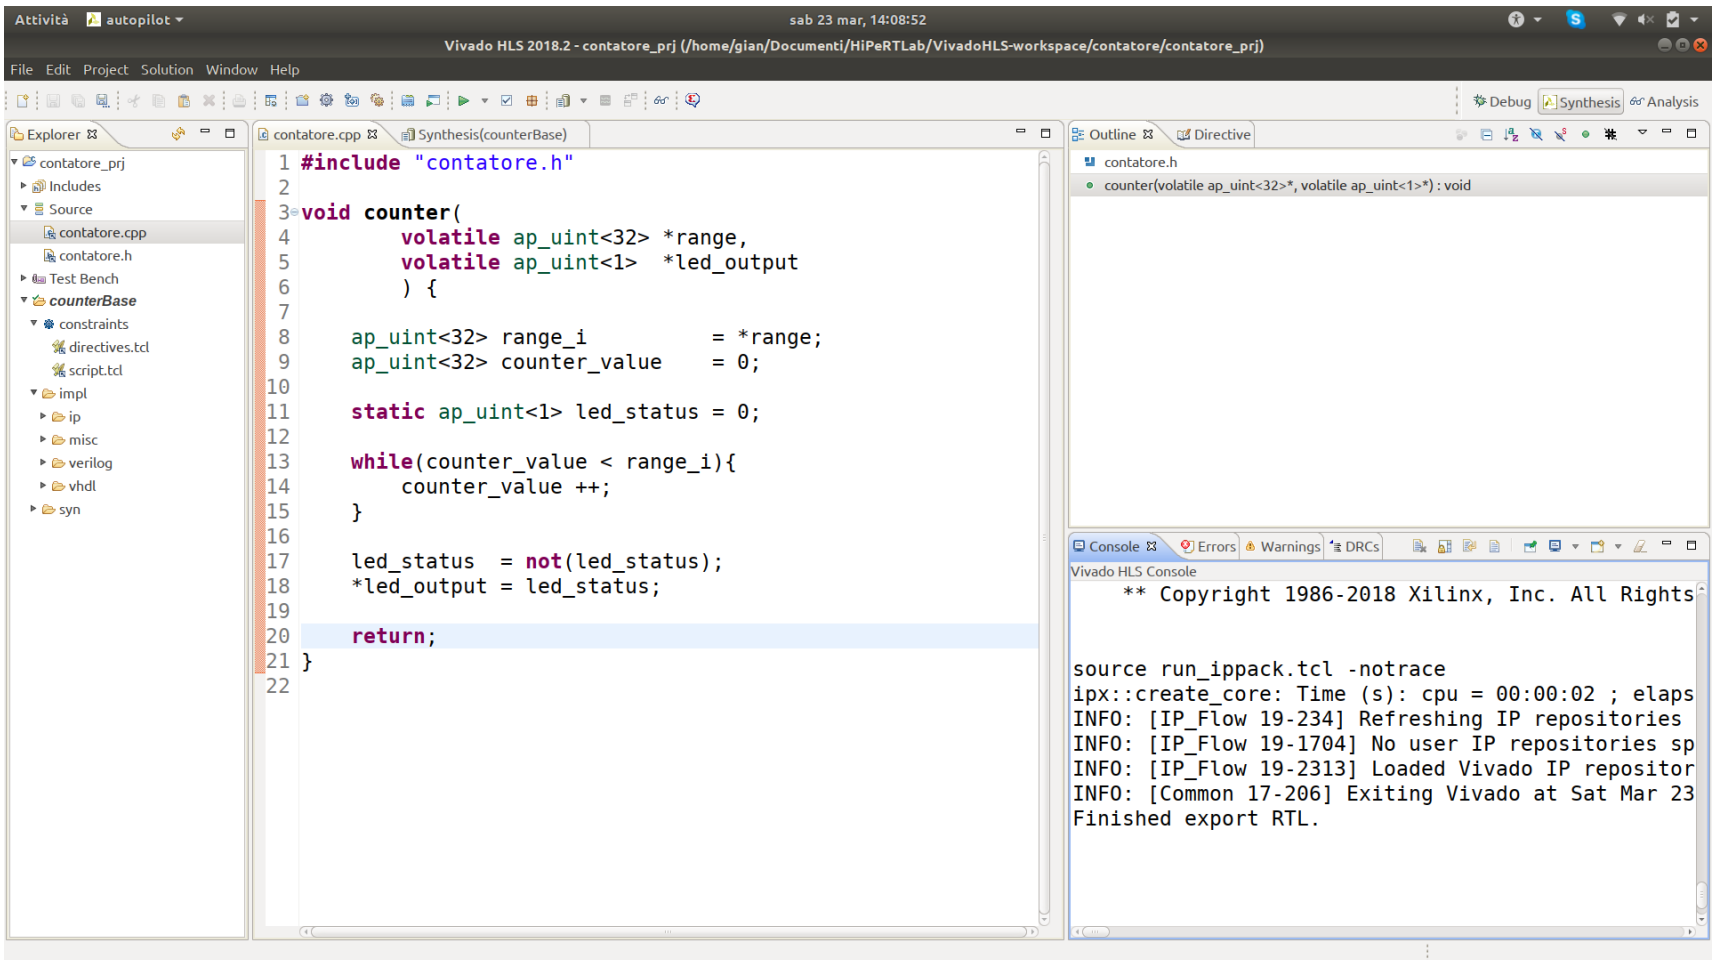 Attività autopilot
sab 23 mar, 14:08:52
Vivado HLS 2018.2 - contatore_prj (/home/gian/Documenti/HiPeRTLab/VivadoHLS-workspace/contatore/contatore_prj)
File Edit Project Solution Window Help
Debug Synthesis Analysis
Explorer
contatore_prj
Includes
Source
contatore.cpp
contatore.h
Test Bench
counterBase
constraints
directives.tcl
script.tcl
impl
ip
misc
verilog
vhdl
syn
contatore.cpp Synthesis(counterBase)
1 #include "contatore.h"
2
3 void counter(
4 volatile ap_uint<32> *range,
5 volatile ap_uint<1> *led_output
6 ) {
7
8 ap_uint<32> range_i = *range;
9 ap_uint<32> counter_value = 0;
10
11 static ap_uint<1> led_status = 0;
12
13 while(counter_value < range_i){
14 counter_value ++;
15 }
16
17 led_status = not(led_status);
18 *led_output = led_status;
19
20 return;
21 }
22
Outline Directive
contatore.h
counter(volatile ap_uint<32>*, volatile ap_uint<1>*) : void
Console Errors Warnings DRCs
Vivado HLS Console
** Copyright 1986-2018 Xilinx, Inc. All Rights
source run_ippack.tcl -notrace
ipx::create_core: Time (s): cpu = 00:00:02 ; elaps
INFO: [IP_Flow 19-234] Refreshing IP repositories
INFO: [IP_Flow 19-1704] No user IP repositories sp
INFO: [IP_Flow 19-2313] Loaded Vivado IP repositor
INFO: [Common 17-206] Exiting Vivado at Sat Mar 23
Finished export RTL.